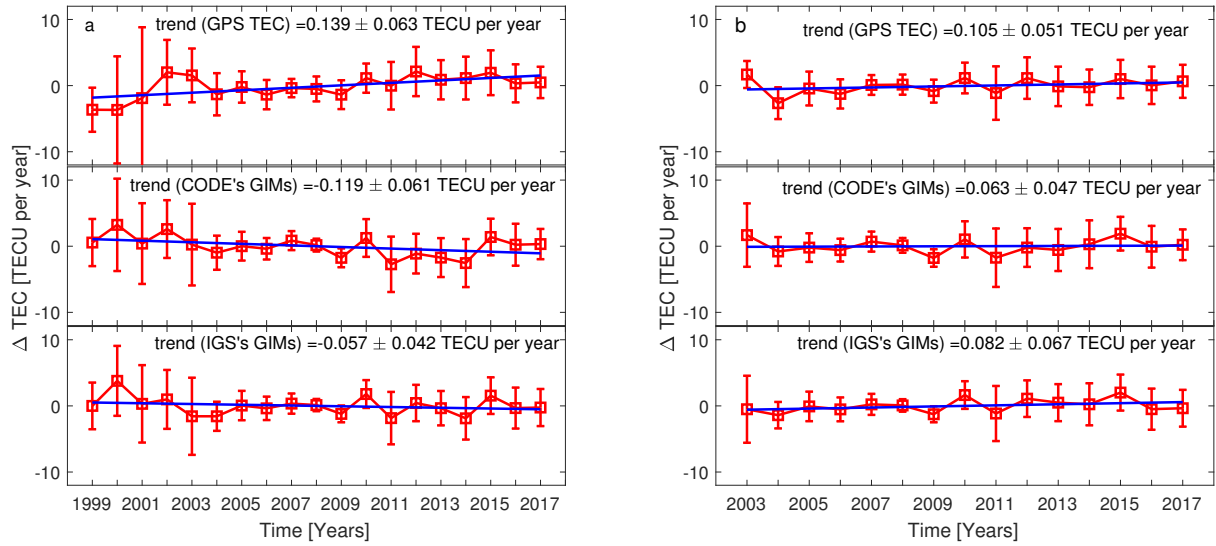 a
trend (GPS TEC) =0.139 ± 0.063 TECU per year
10
0
-10
trend (CODE's GIMs) =-0.119 ± 0.061 TECU per year
10
0
-10
trend (IGS's GIMs) =-0.057 ± 0.042 TECU per year
10
0
-10
Δ TEC [TECU per year]
1999 2001 2003 2005 2007 2009 2011 2013 2015 2017
Time [Years]
b
trend (GPS TEC) =0.105 ± 0.051 TECU per year
10
0
-10
trend (CODE's GIMs) =0.063 ± 0.047 TECU per year
10
0
-10
trend (IGS's GIMs) =0.082 ± 0.067 TECU per year
10
0
-10
Δ TEC [TECU per year]
2003 2005 2007 2009 2011 2013 2015 2017
Time [Years]